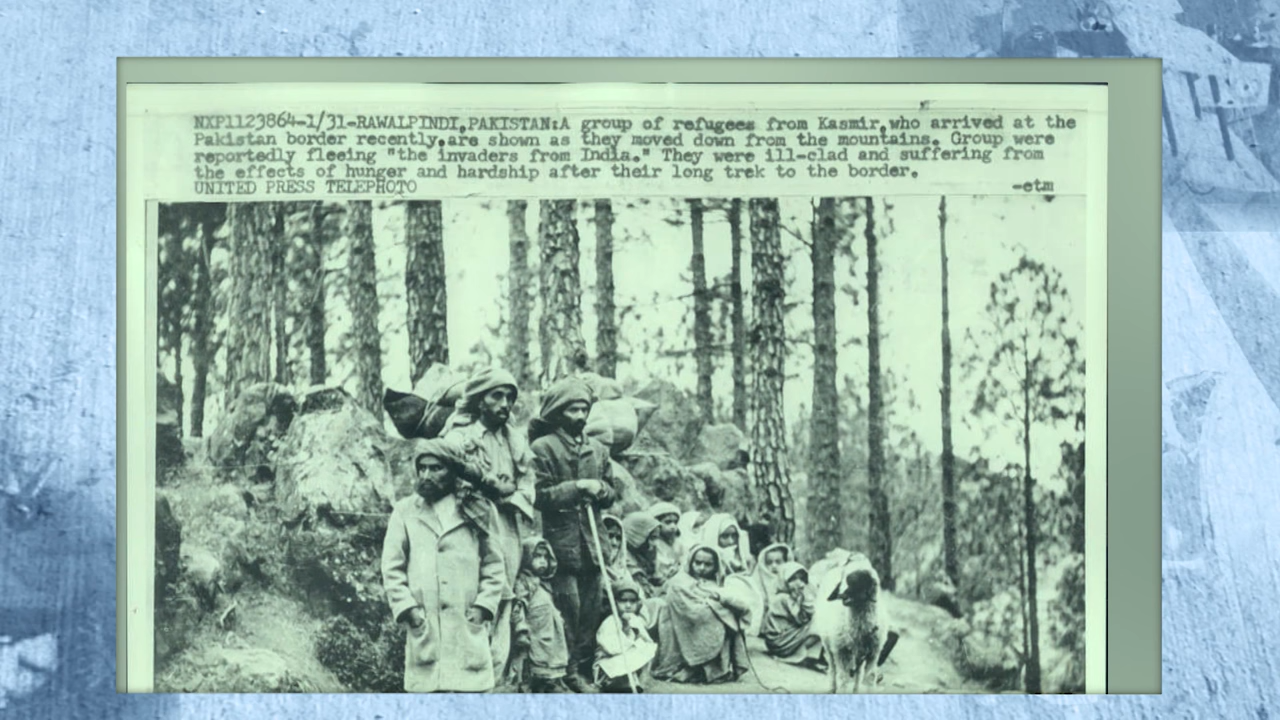 NXP1123864-1/31-RAWALPINDI,PAKISTAN:A group of refugees from Kasmir,who arrived at the
Pakistan border recently,are shown as they moved down from the mountains. Group were
reportedly fleeing "the invaders from India." They were ill-clad and suffering from
the effects of hunger and hardship after their long trek to the border.
UNITED PRESS TELEPHOTO -etm